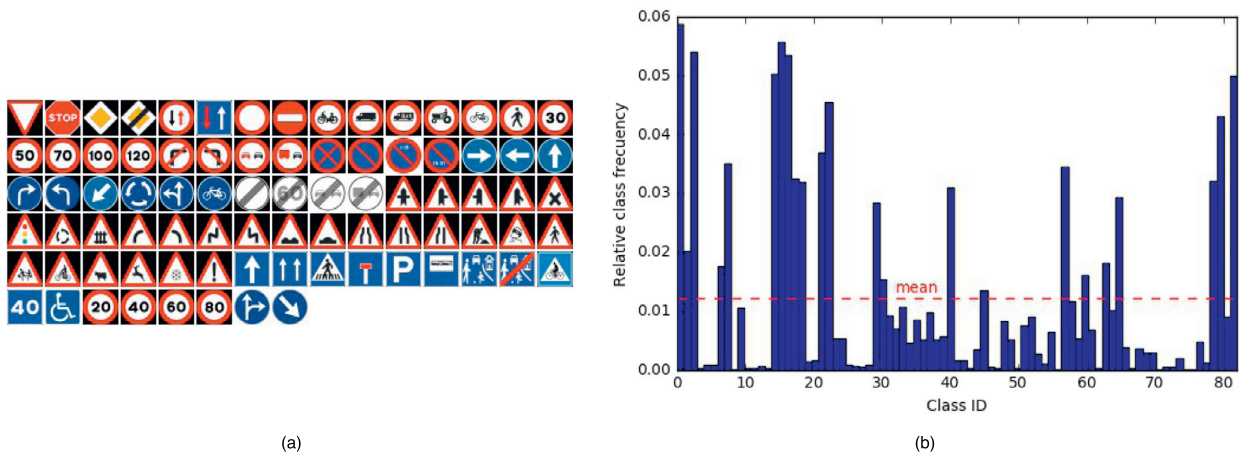 STOP 30
50 70 100 120
60
P
40 20 40 60 80
(a)
0.06
0.05
0.04
0.03
0.02
0.01
0.00
Relative class frecuency
mean
0 10 20 30 40 50 60 70 80
Class ID
(b)